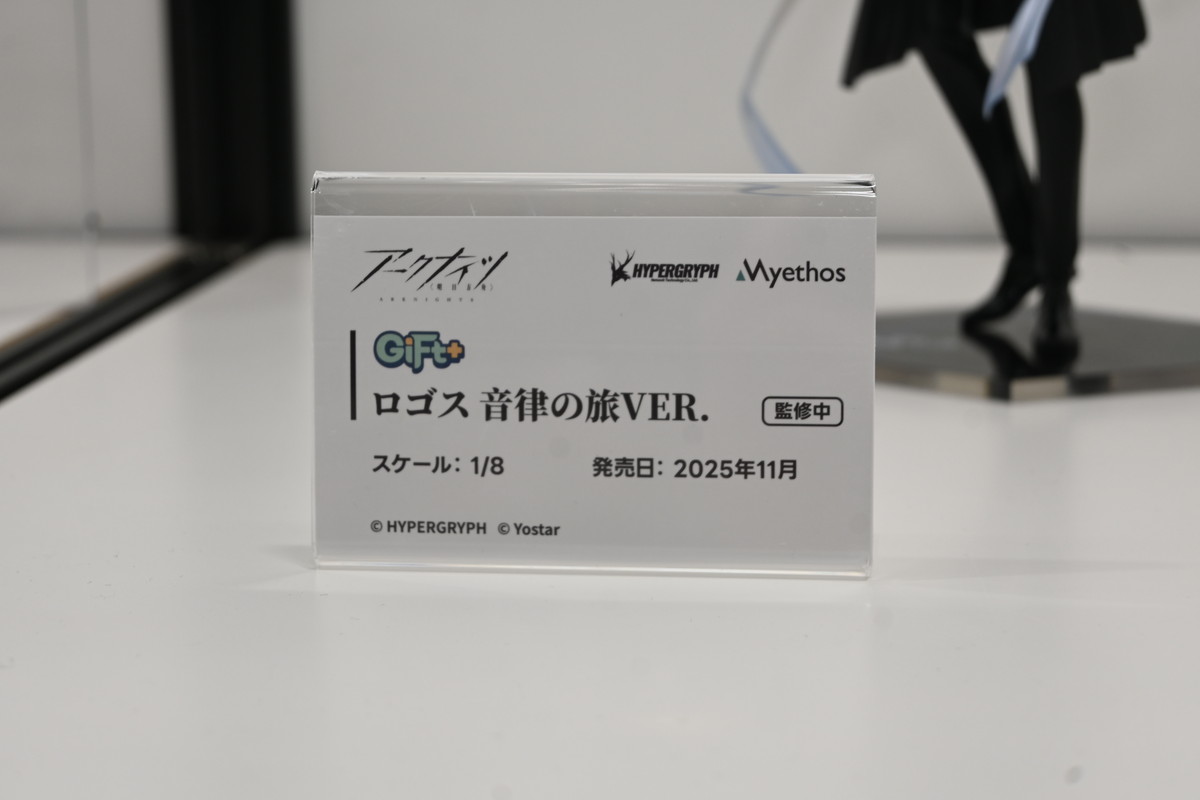 アークナイツ
HYPERGRYPH Myethos
GiFt+
ロゴス 音律の旅VER.
監修中
スケール: 1/8 発売日: 2025年11月
© HYPERGRYPH © Yostar